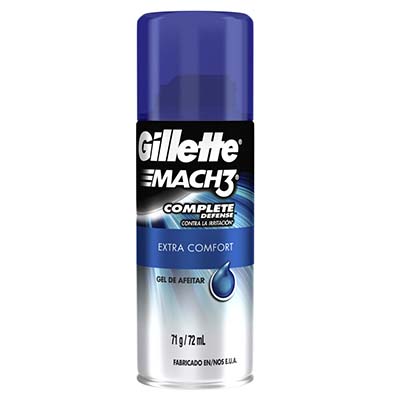 Gillette®
MACH3®
COMPLETE
DEFENSE
CONTRA LA IRRITACIÓN
EXTRA COMFORT
GEL DE AFEITAR
71 g / 72 mL
FABRICADO EN/NOS E.U.A.